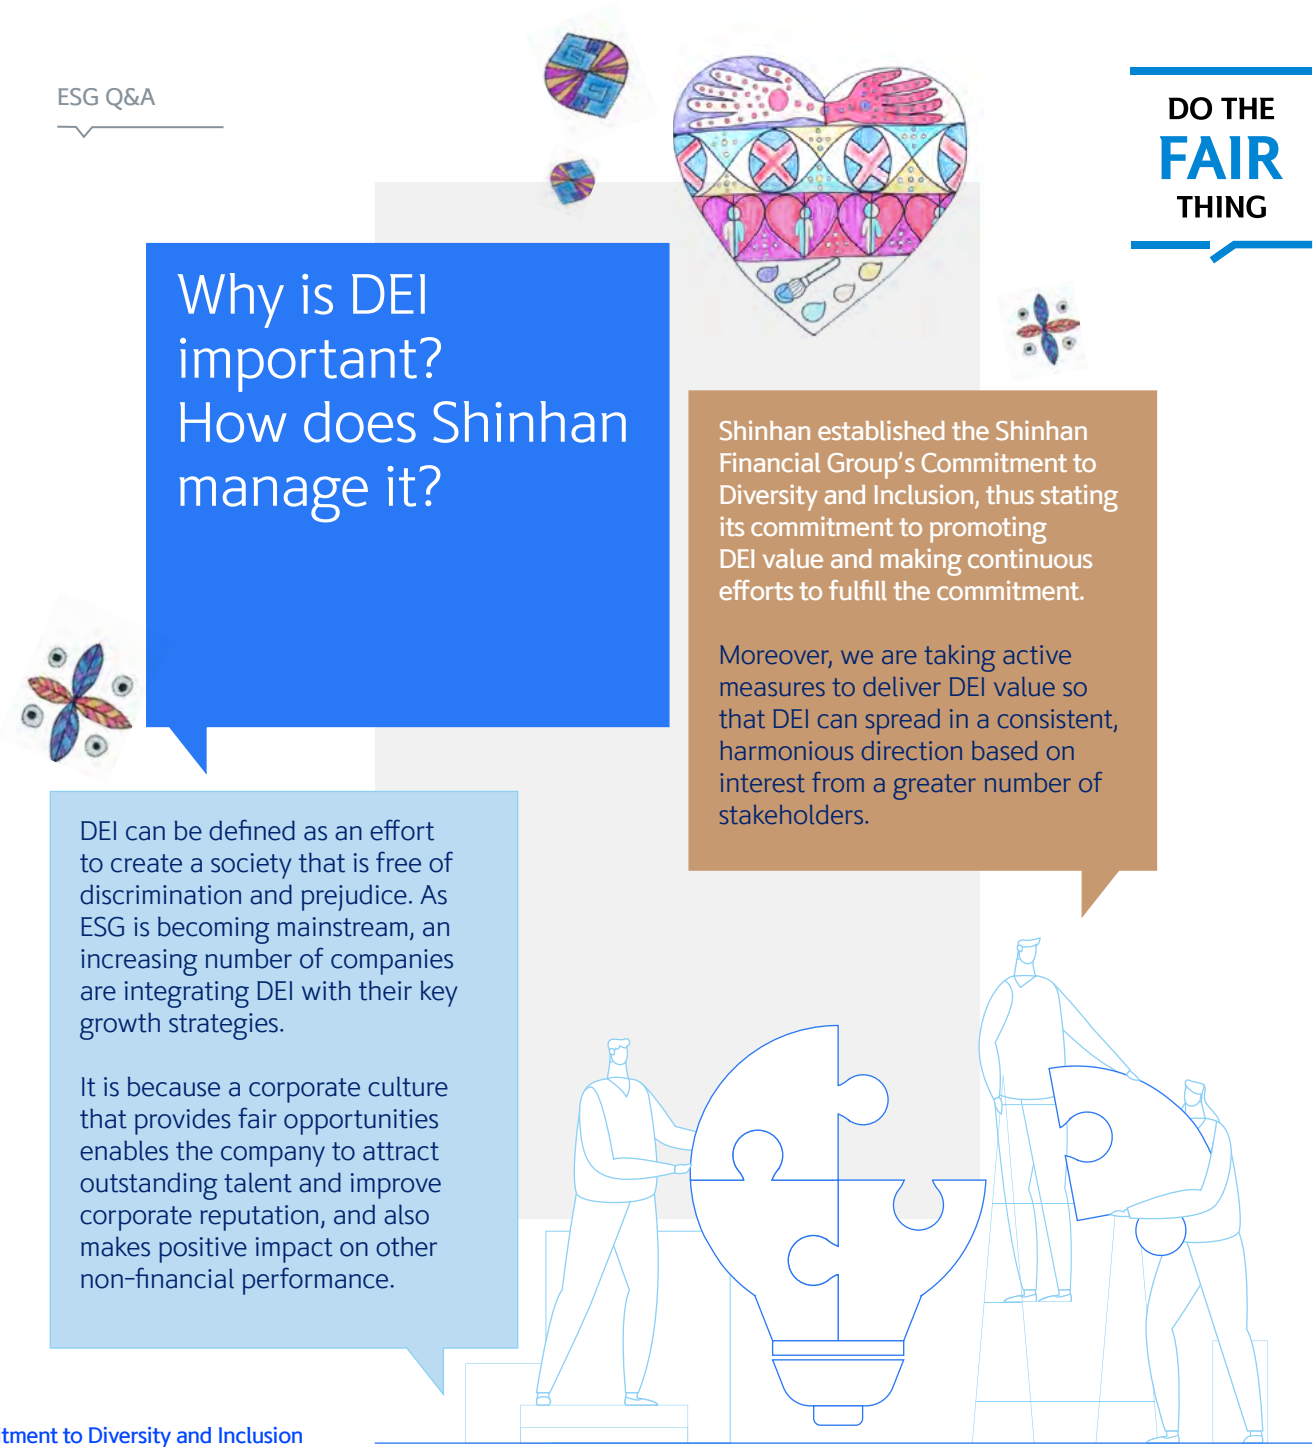 ESG Q&A
DO THE
FAIR
THING
Why is DEI
important?
How does Shinhan
manage it?
Shinhan established the Shinhan
Financial Group's Commitment to
Diversity and Inclusion, thus stating
its commitment to promoting
DEI value and making continuous
efforts to fulfill the commitment.
Moreover, we are taking active
measures to deliver DEI value so
that DEI can spread in a consistent,
harmonious direction based on
interest from a greater number of
stakeholders.
DEI can be defined as an effort
to create a society that is free of
discrimination and prejudice. As
ESG is becoming mainstream, an
increasing number of companies
are integrating DEI with their key
growth strategies.
It is because a corporate culture
that provides fair opportunities
enables the company to attract
outstanding talent and improve
corporate reputation, and also
makes positive impact on other
non-financial performance.
to Diversity and Inclusion